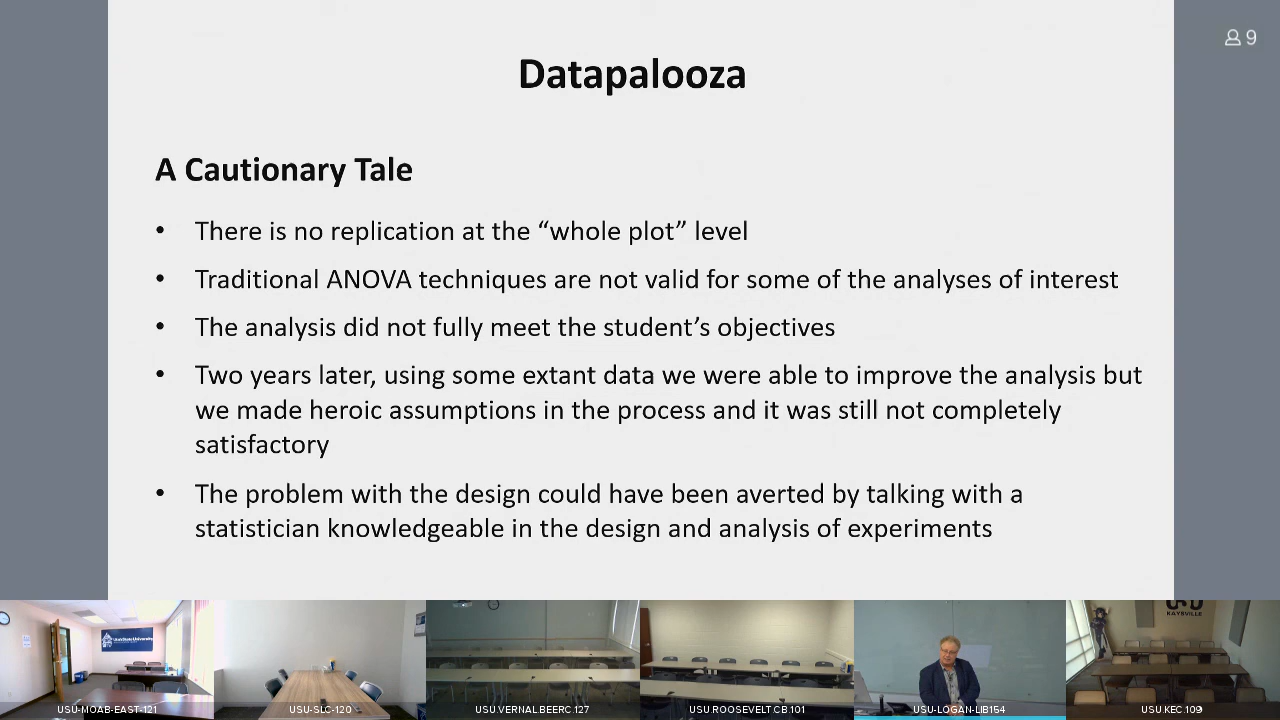 9
Datapalooza
A Cautionary Tale
• There is no replication at the “whole plot” level
• Traditional ANOVA techniques are not valid for some of the analyses of interest
• The analysis did not fully meet the student’s objectives
• Two years later, using some extant data we were able to improve the analysis but
we made heroic assumptions in the process and it was still not completely
satisfactory
• The problem with the design could have been averted by talking with a
statistician knowledgeable in the design and analysis of experiments
UtahStateUniversity
KAYSVILLE
USU-MOAB-EAST-121
USU-SLC-120
USU.VERNAL.BEERC.127
USU.ROOSEVELT.CB.101
USU-LOGAN-LIB154
USU.KEC.109